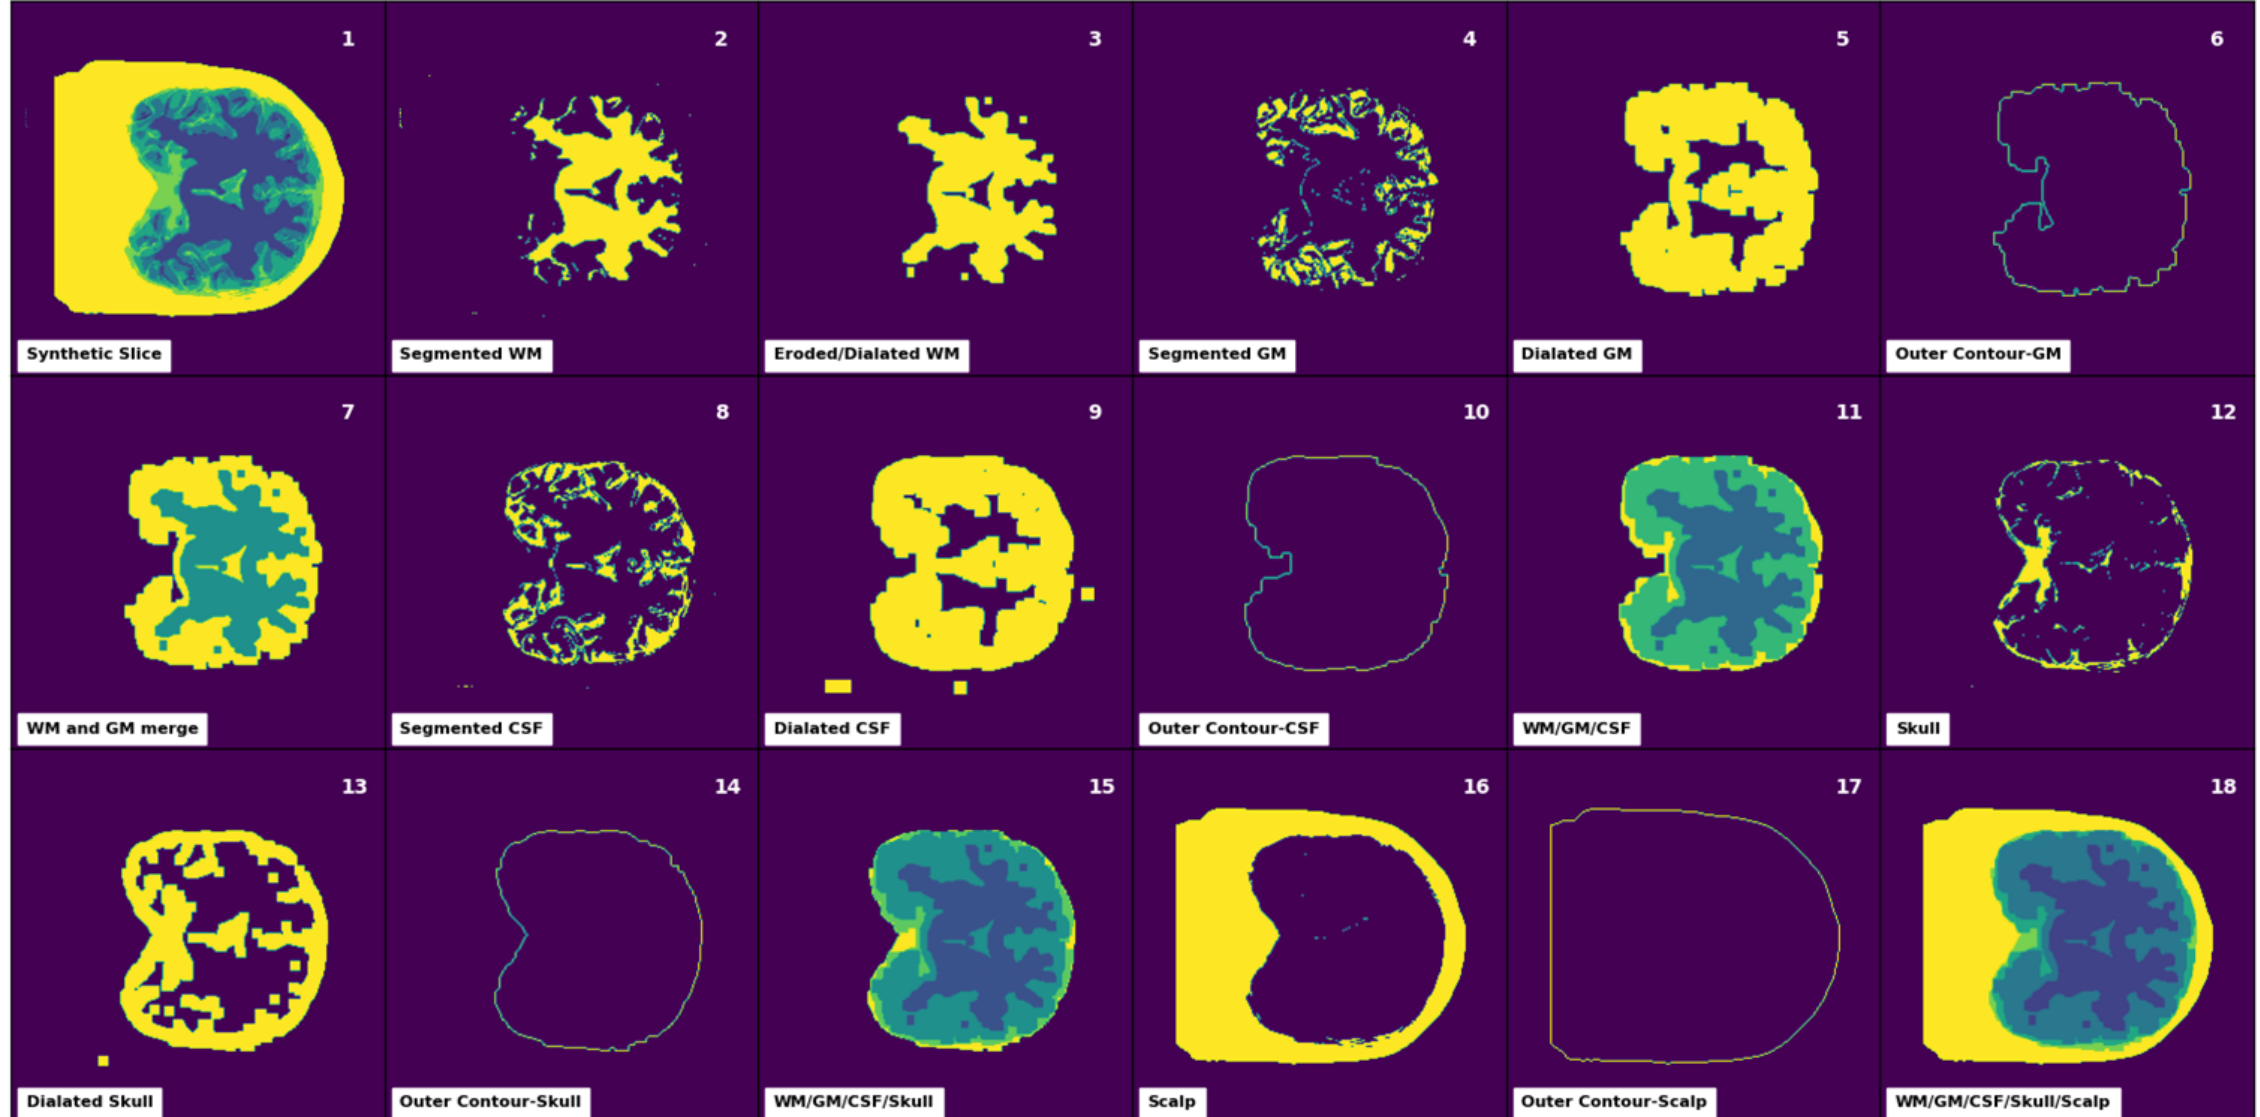 1
2
3
4
5
6
Synthetic Slice
Segmented WM
Eroded/Dialated WM
Segmented GM
Dialated GM
Outer Contour-GM
7
8
9
10
11
12
WM and GM merge
Segmented CSF
Dialated CSF
Outer Contour-CSF
WM/GM/CSF
Skull
13
14
15
16
17
18
Dialated Skull
Outer Contour-Skull
WM/GM/CSF/Skull
Scalp
Outer Contour-Scalp
WM/GM/CSF/Skull/Scalp